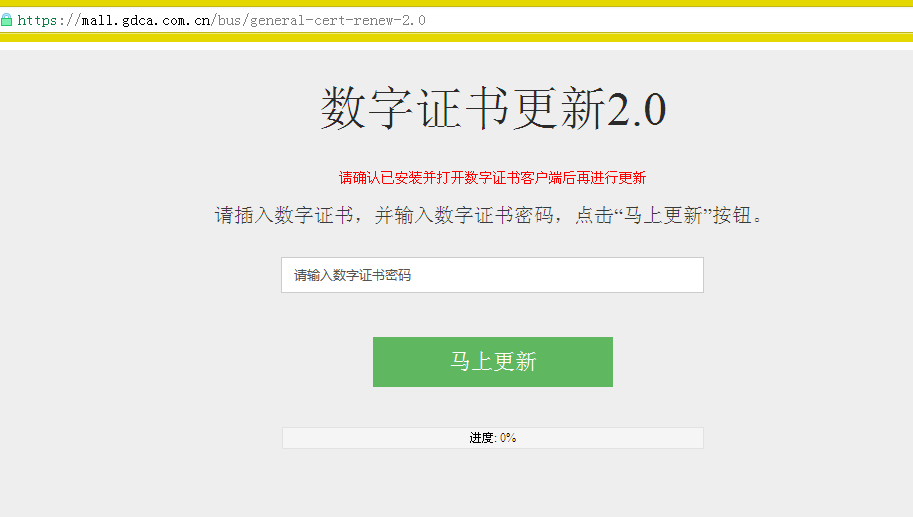 https://mall.gdca.com.cn/bus/general-cert-renew-2.0
数字证书更新2.0
请确认已安装并打开数字证书客户端后再进行更新
请插入数字证书，并输入数字证书密码，点击“马上更新”按钮。
请输入数字证书密码
马上更新
进度: 0%